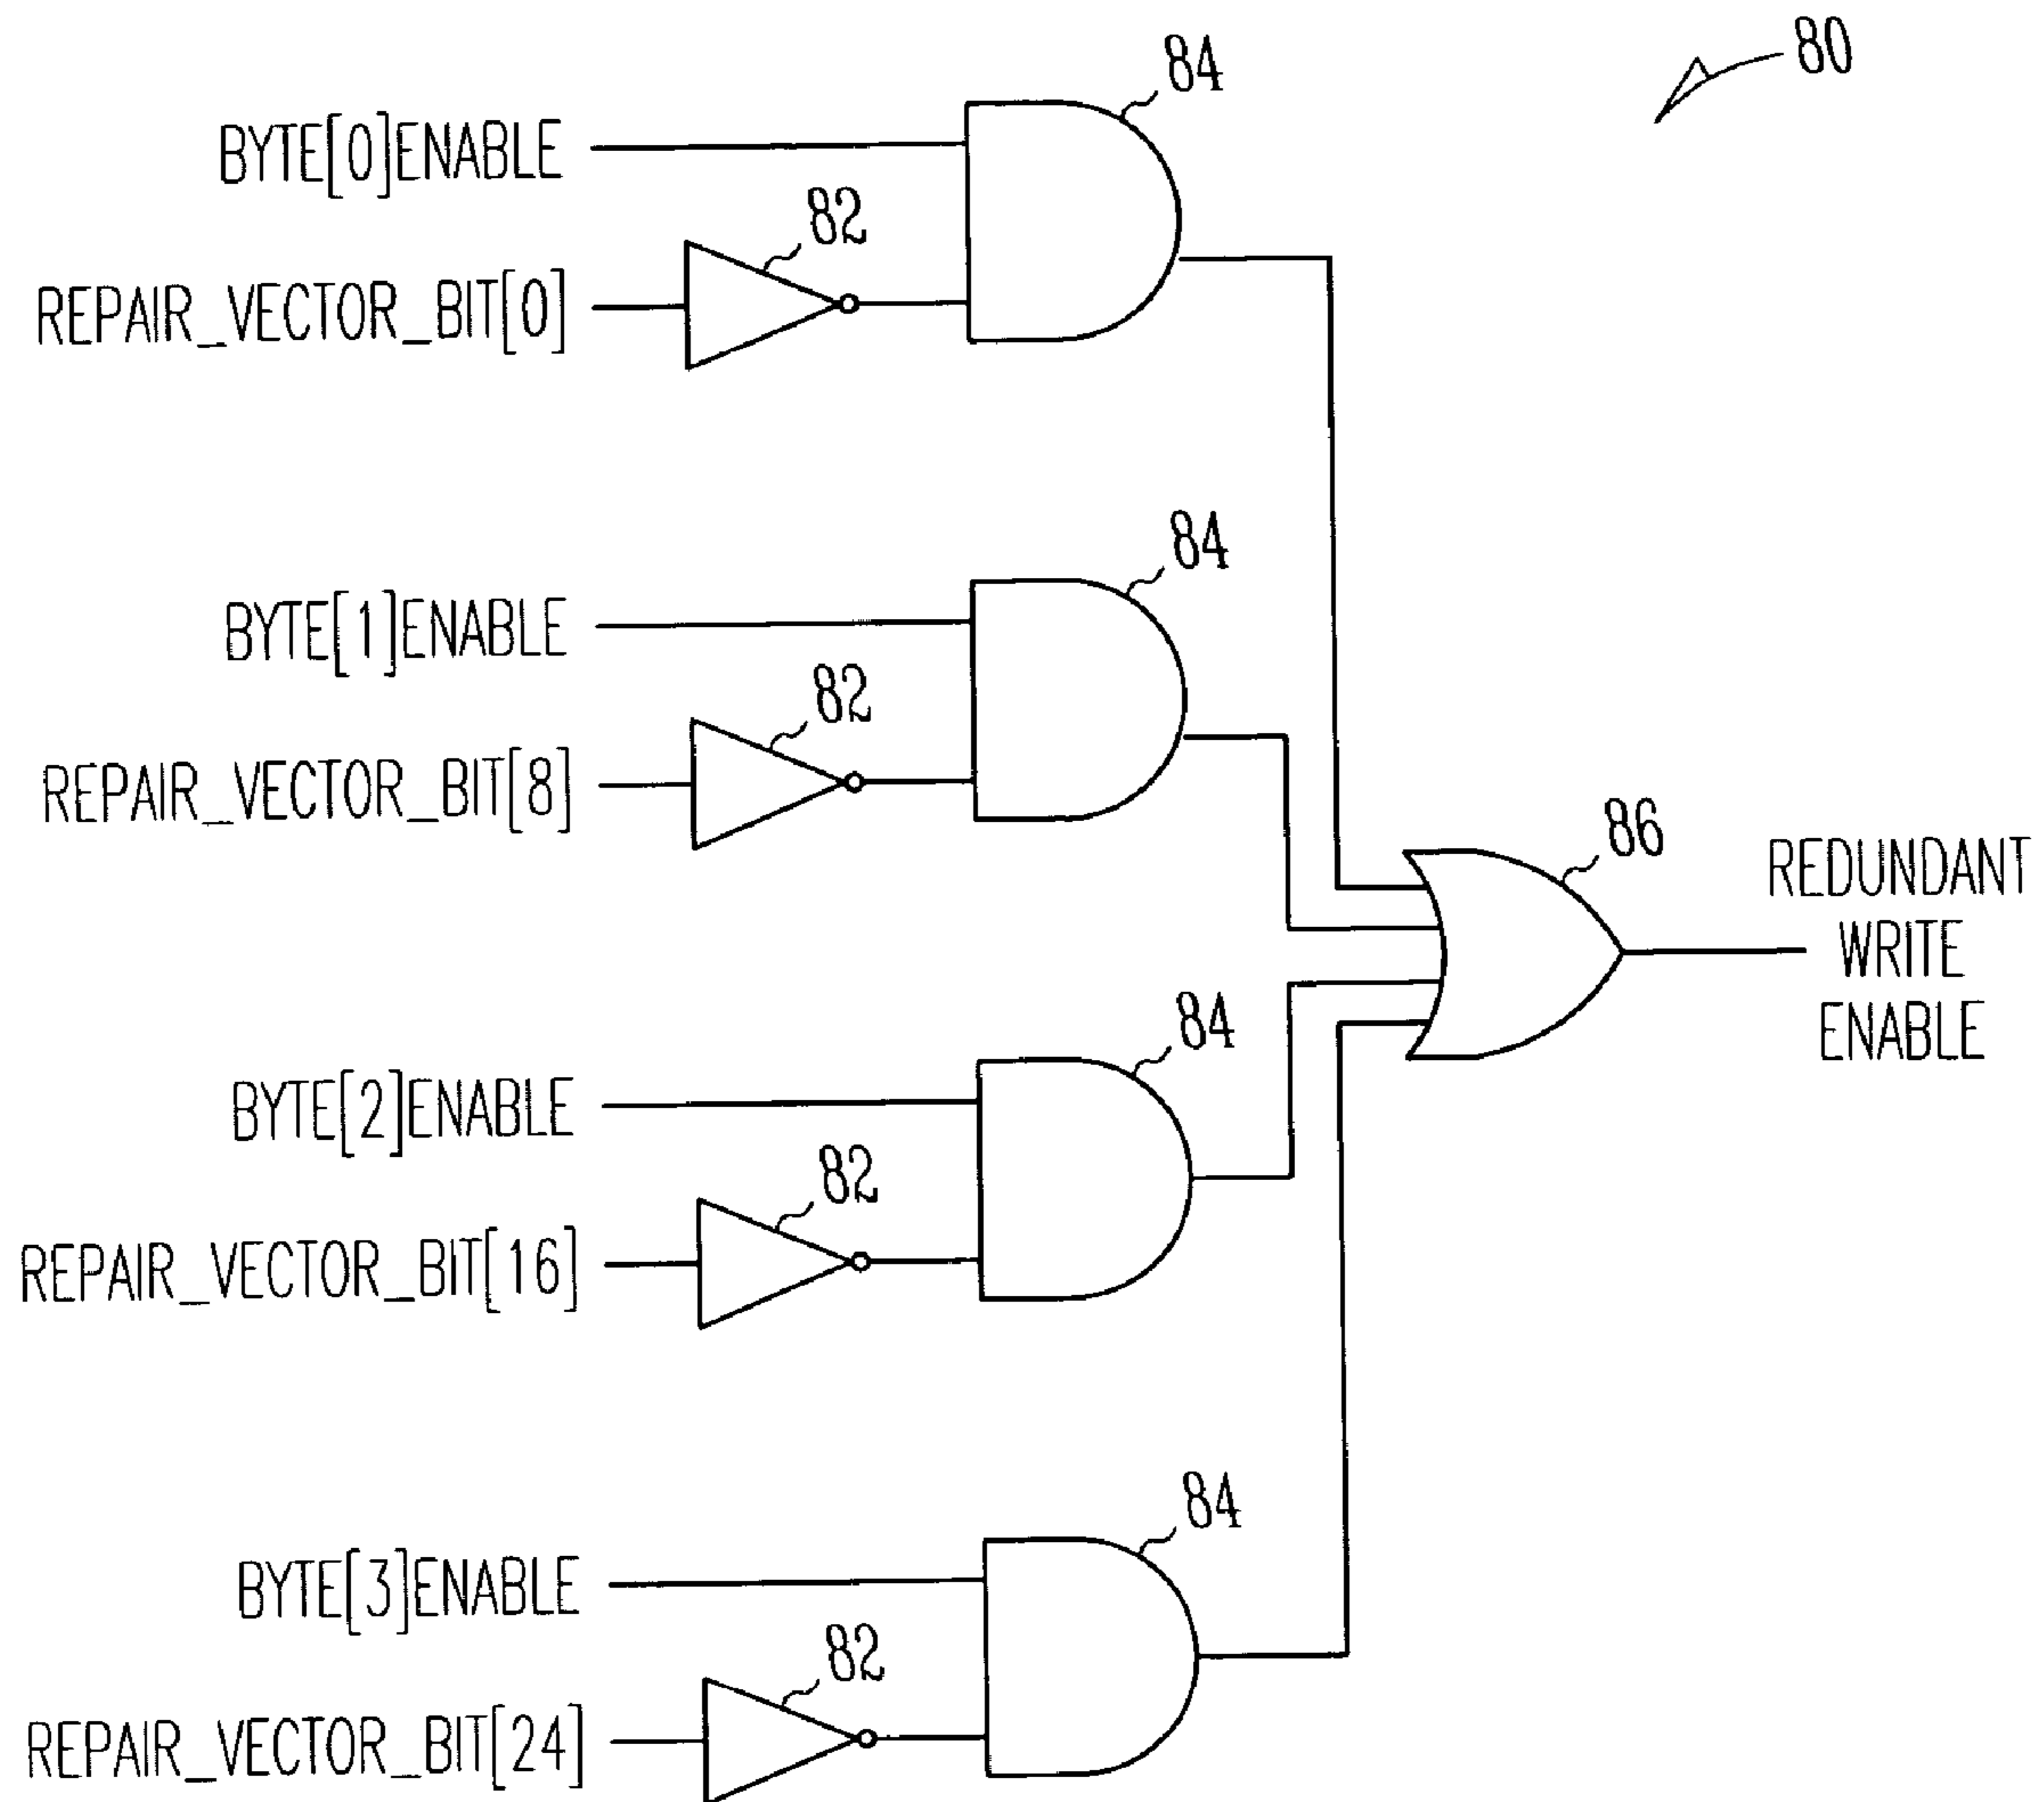 80
84
BYTE[0]ENABLE
82
REPAIR_VECTOR_BIT[0]
84
BYTE[1]ENABLE
82
REPAIR_VECTOR_BIT[8]
86
REDUNDANT
WRITE
ENABLE
84
BYTE[2]ENABLE
82
REPAIR_VECTOR_BIT[16]
84
BYTE[3]ENABLE
82
REPAIR_VECTOR_BIT[24]